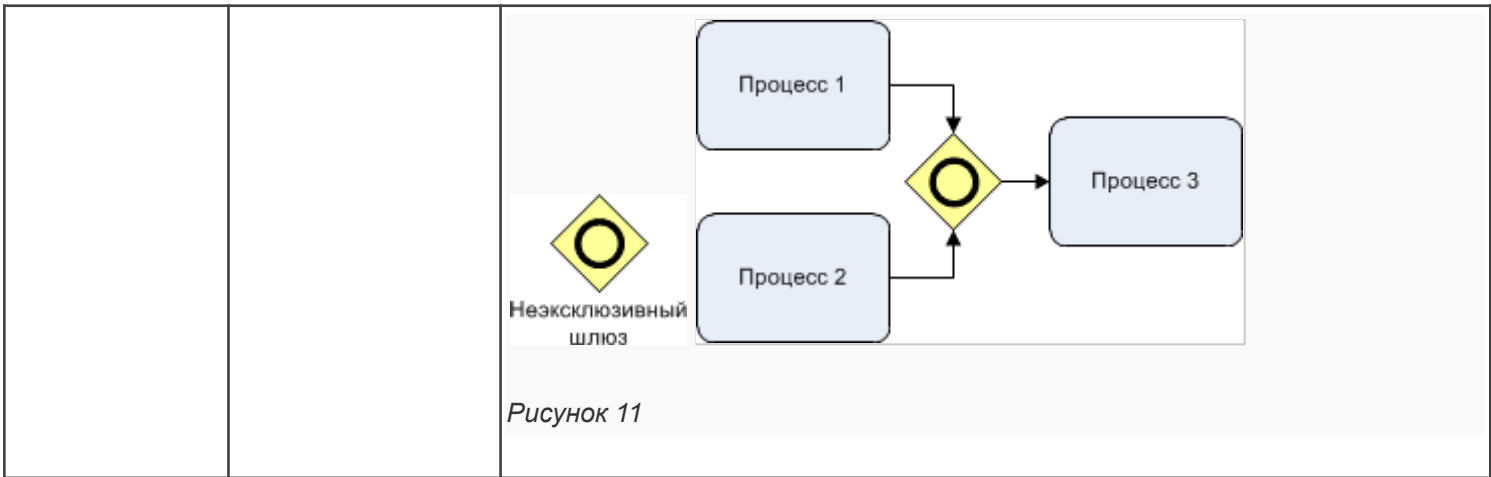 Процесс 1
Процесс 3
Процесс 2
Неэксклюзивный
шлюз
Рисунок 11